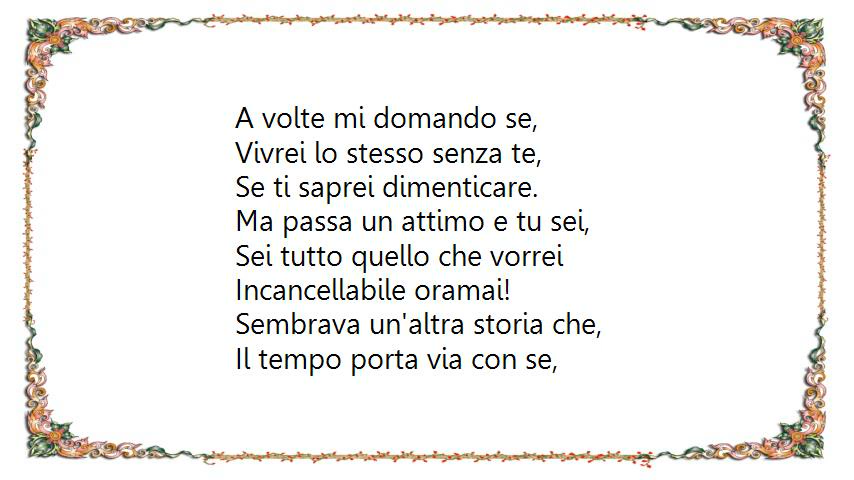 A volte mi domando se,
Vivrei lo stesso senza te,
Se ti saprei dimenticare.
Ma passa un attimo e tu sei,
Sei tutto quello che vorrei
Incancellabile oramai!
Sembrava un'altra storia che,
Il tempo porta via con se,